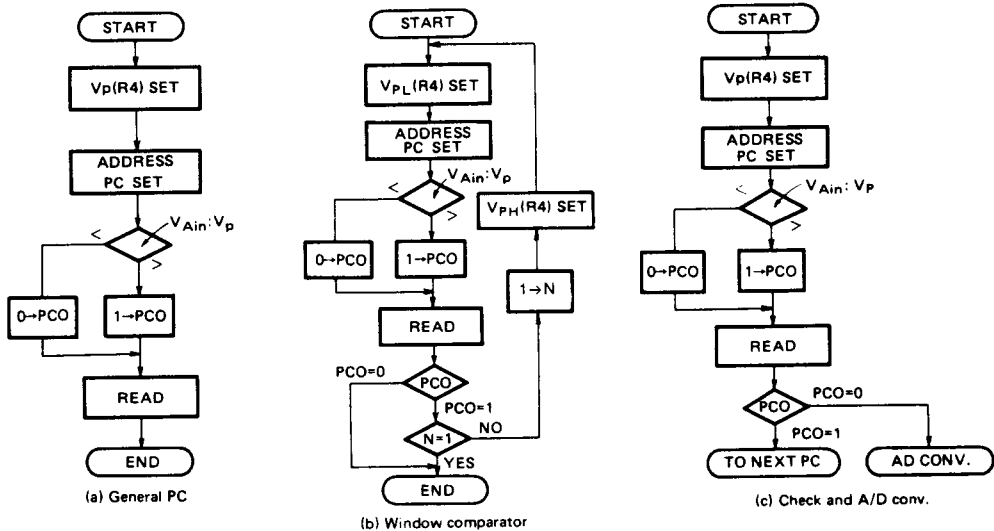 START
Vp(R4) SET
ADDRESS
PC SET
<
VAin:Vp
>
0→PCO
1→PCO
READ
END
(a) General PC
START
VPL(R4) SET
ADDRESS
PC SET
<
VAin:Vp
>
VPH(R4) SET
0→PCO
1→PCO
1→N
READ
PCO=0
PCO
PCO=1
N=1
NO
YES
END
(b) Window comparator
START
Vp(R4) SET
ADDRESS
PC SET
<
VAin:Vp
>
0→PCO
1→PCO
READ
PCO
PCO=0
PCO=1
TO NEXT PC
AD CONV.
(c) Check and A/D conv.